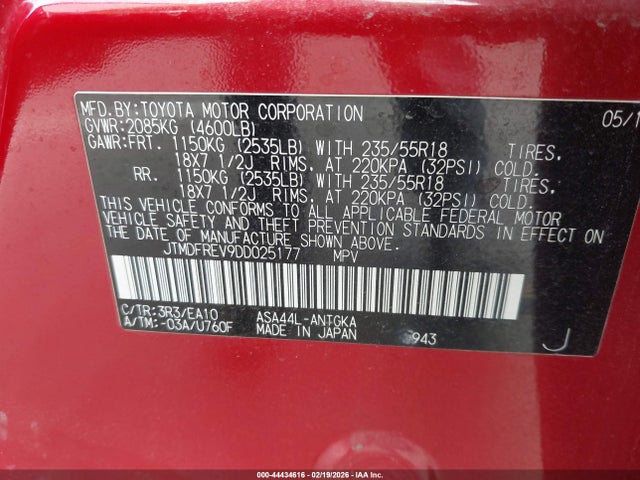 MFD.BY:TOYOTA MOTOR CORPORATION 05/1
GVWR:2085KG (4600LB)
GAWR:FRT. 1150KG (2535LB) WITH 235/55R18 TIRES.
18X7 1/2J RIMS. AT 220KPA (32PSI) COLD.
RR. 1150KG (2535LB) WITH 235/55R18 TIRES.
18X7 1/2J RIMS. AT 220KPA (32PSI) COLD.
THIS VEHICLE CONFORMS TO ALL APPLICABLE FEDERAL MOTOR
VEHICLE SAFETY AND THEFT PREVENTION STANDARDS IN EFFECT ON
THE DATE OF MANUFACTURE SHOWN ABOVE.
JTMDFREV9DD025177 MPV
C/TR:3R3/EA10 ASA44L-ANTGKA
A/TM:-03A/U760F MADE IN JAPAN 943 J
000-44434616 - 02/19/2026 - IAA Inc.